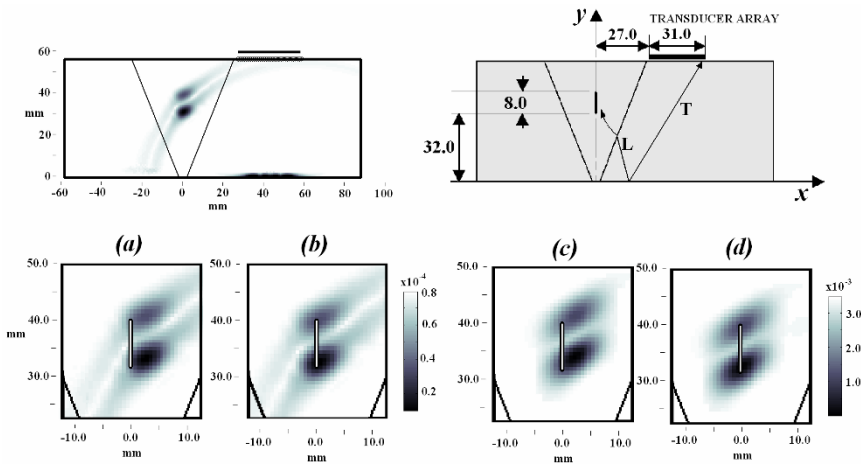 60
mm
40
20
0
-60 -40 -20 0 20 40 60 80 100
mm
y
TRANSDUCER ARRAY
27.0 31.0
8.0
32.0
T
L
x
(a) (b)
50.0
mm
40.0
30.0
-10.0 0.0 10.0
mm
50.0
40.0
30.0
-10.0 0.0 10.0
mm
x10⁻⁴
0.8
0.6
0.4
0.2
(c) (d)
50.0
40.0
30.0
-10.0 0.0 10.0
mm
50.0
40.0
30.0
-10.0 0.0 10.0
mm
x10⁻³
3.0
2.0
1.0